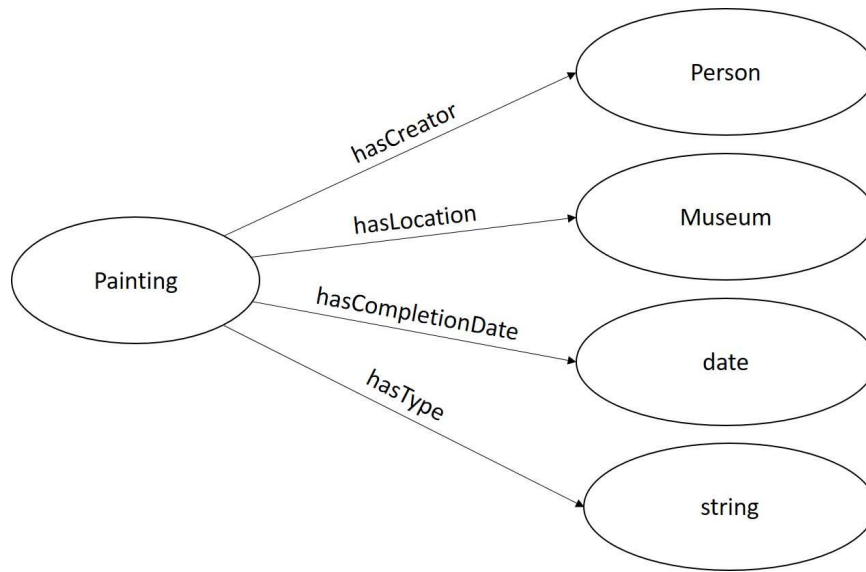 Person
hasCreator
hasLocation
Museum
Painting
hasCompletionDate
date
hasType
string